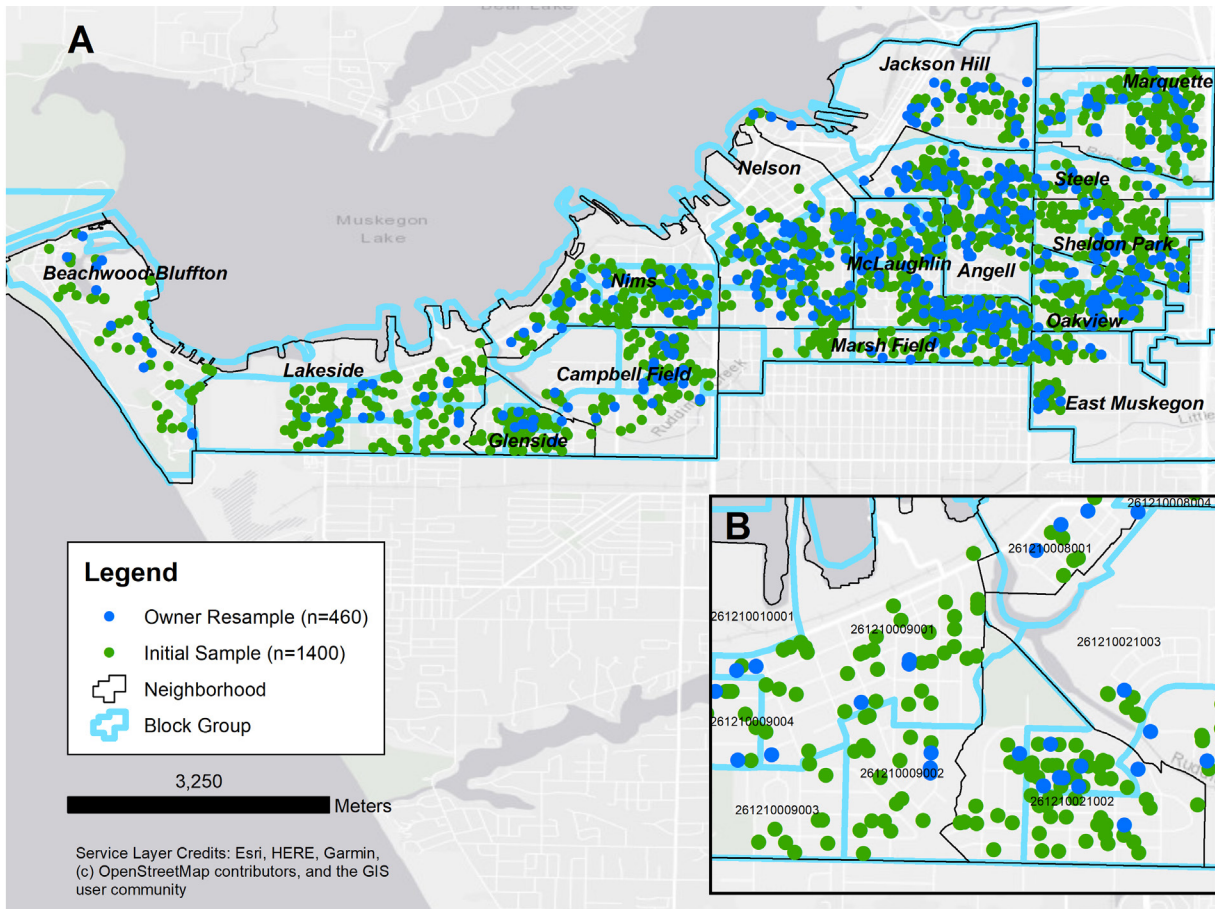 A
Bear Lake
Jackson Hill
Marquette
Nelson
Steele
Muskegon
Lake
Beachwood-Bluffton
Sheldon Park
McLaughlin
Angell
Nims
Oakview
Marsh Field
Lakeside
Campbell Field
East Muskegon
Glenside
B
261210008004
261210008001
261210010001
261210009001
261210021003
261210009004
261210009002
261210021002
261210009003
Legend
Owner Resample (n=460)
Initial Sample (n=1400)
Neighborhood
Block Group
3,250
Meters
Service Layer Credits: Esri, HERE, Garmin,
(c) OpenStreetMap contributors, and the GIS
user community